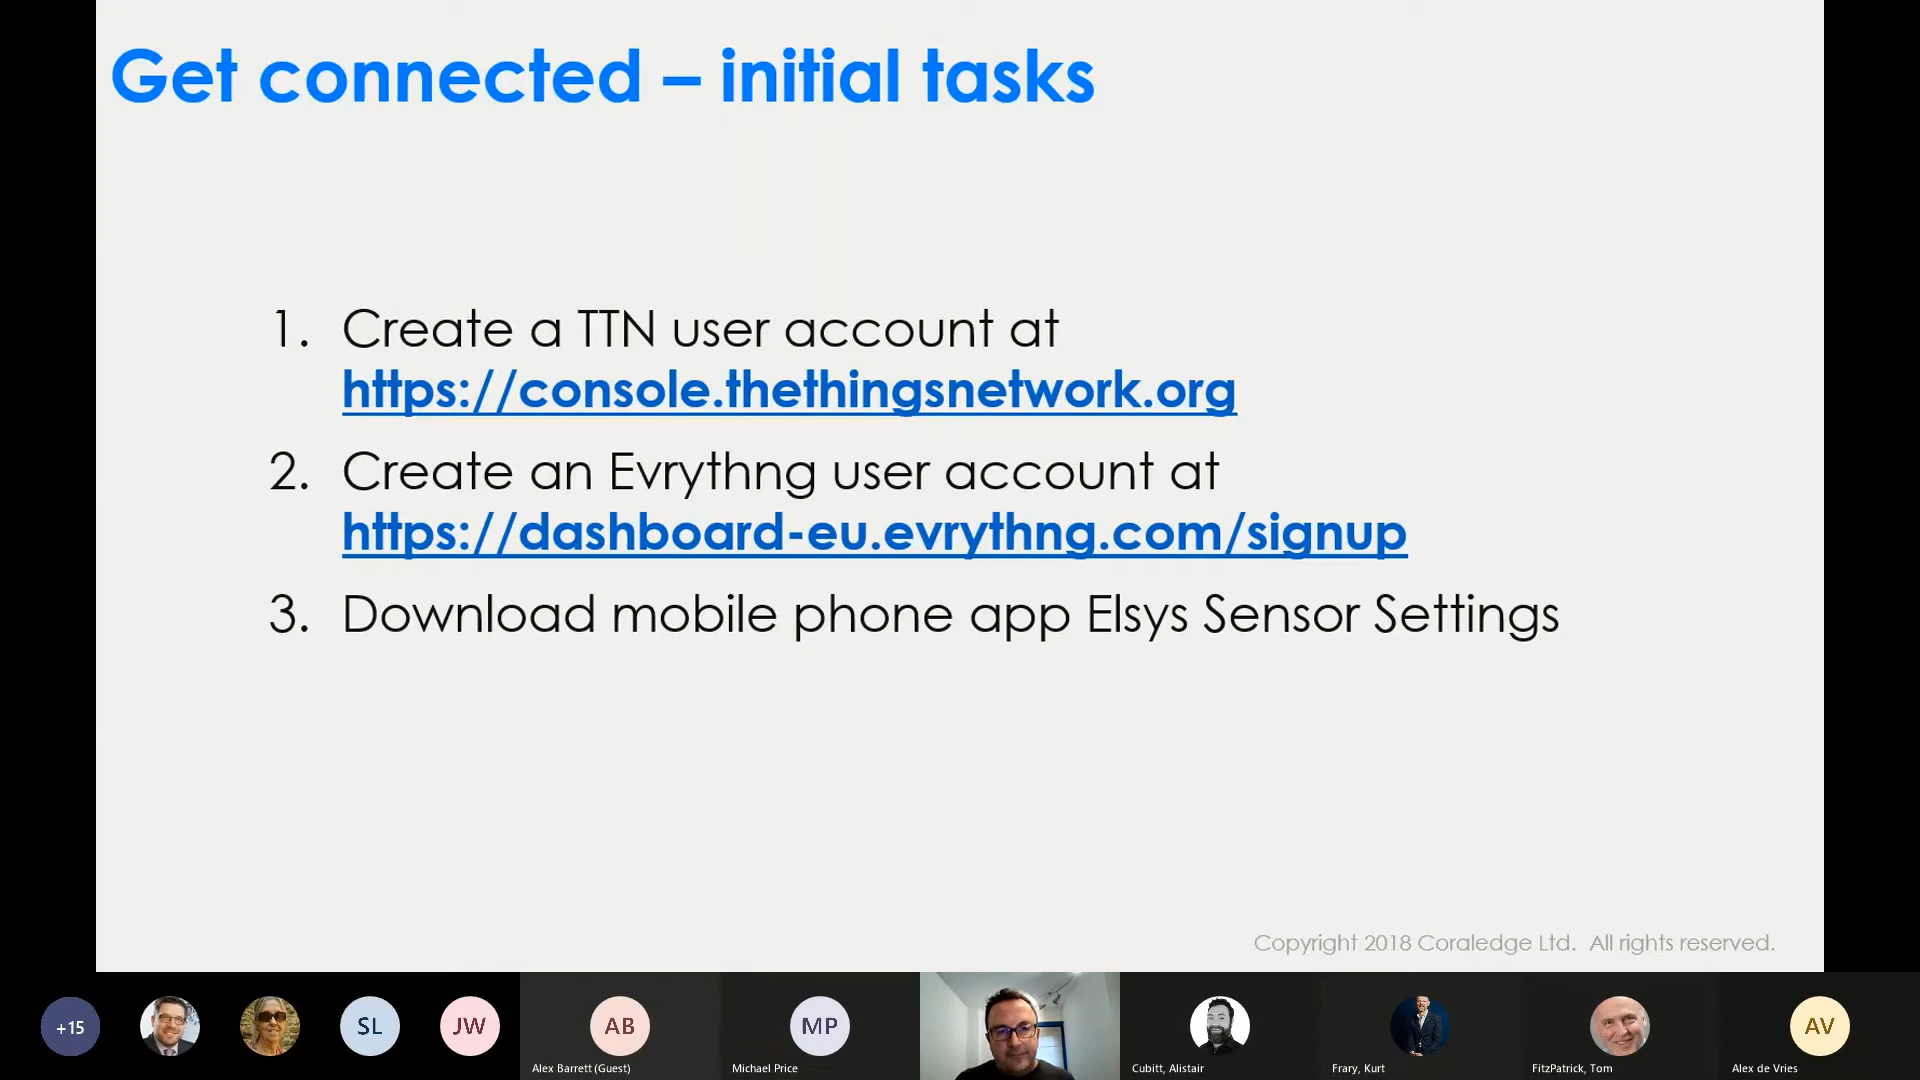 Get connected – initial tasks
1. Create a TTN user account at
https://console.thethingsnetwork.org
2. Create an Evrythng user account at
https://dashboard-eu.evrythng.com/signup
3. Download mobile phone app Elsys Sensor Settings
Copyright 2018 Coraledge Ltd. All rights reserved.
+15
SL
JW
AB
MP
AV
Alex Barrett (Guest)
Michael Price
Cubitt, Alistair
Frary, Kurt
FitzPatrick, Tom
Alex de Vries